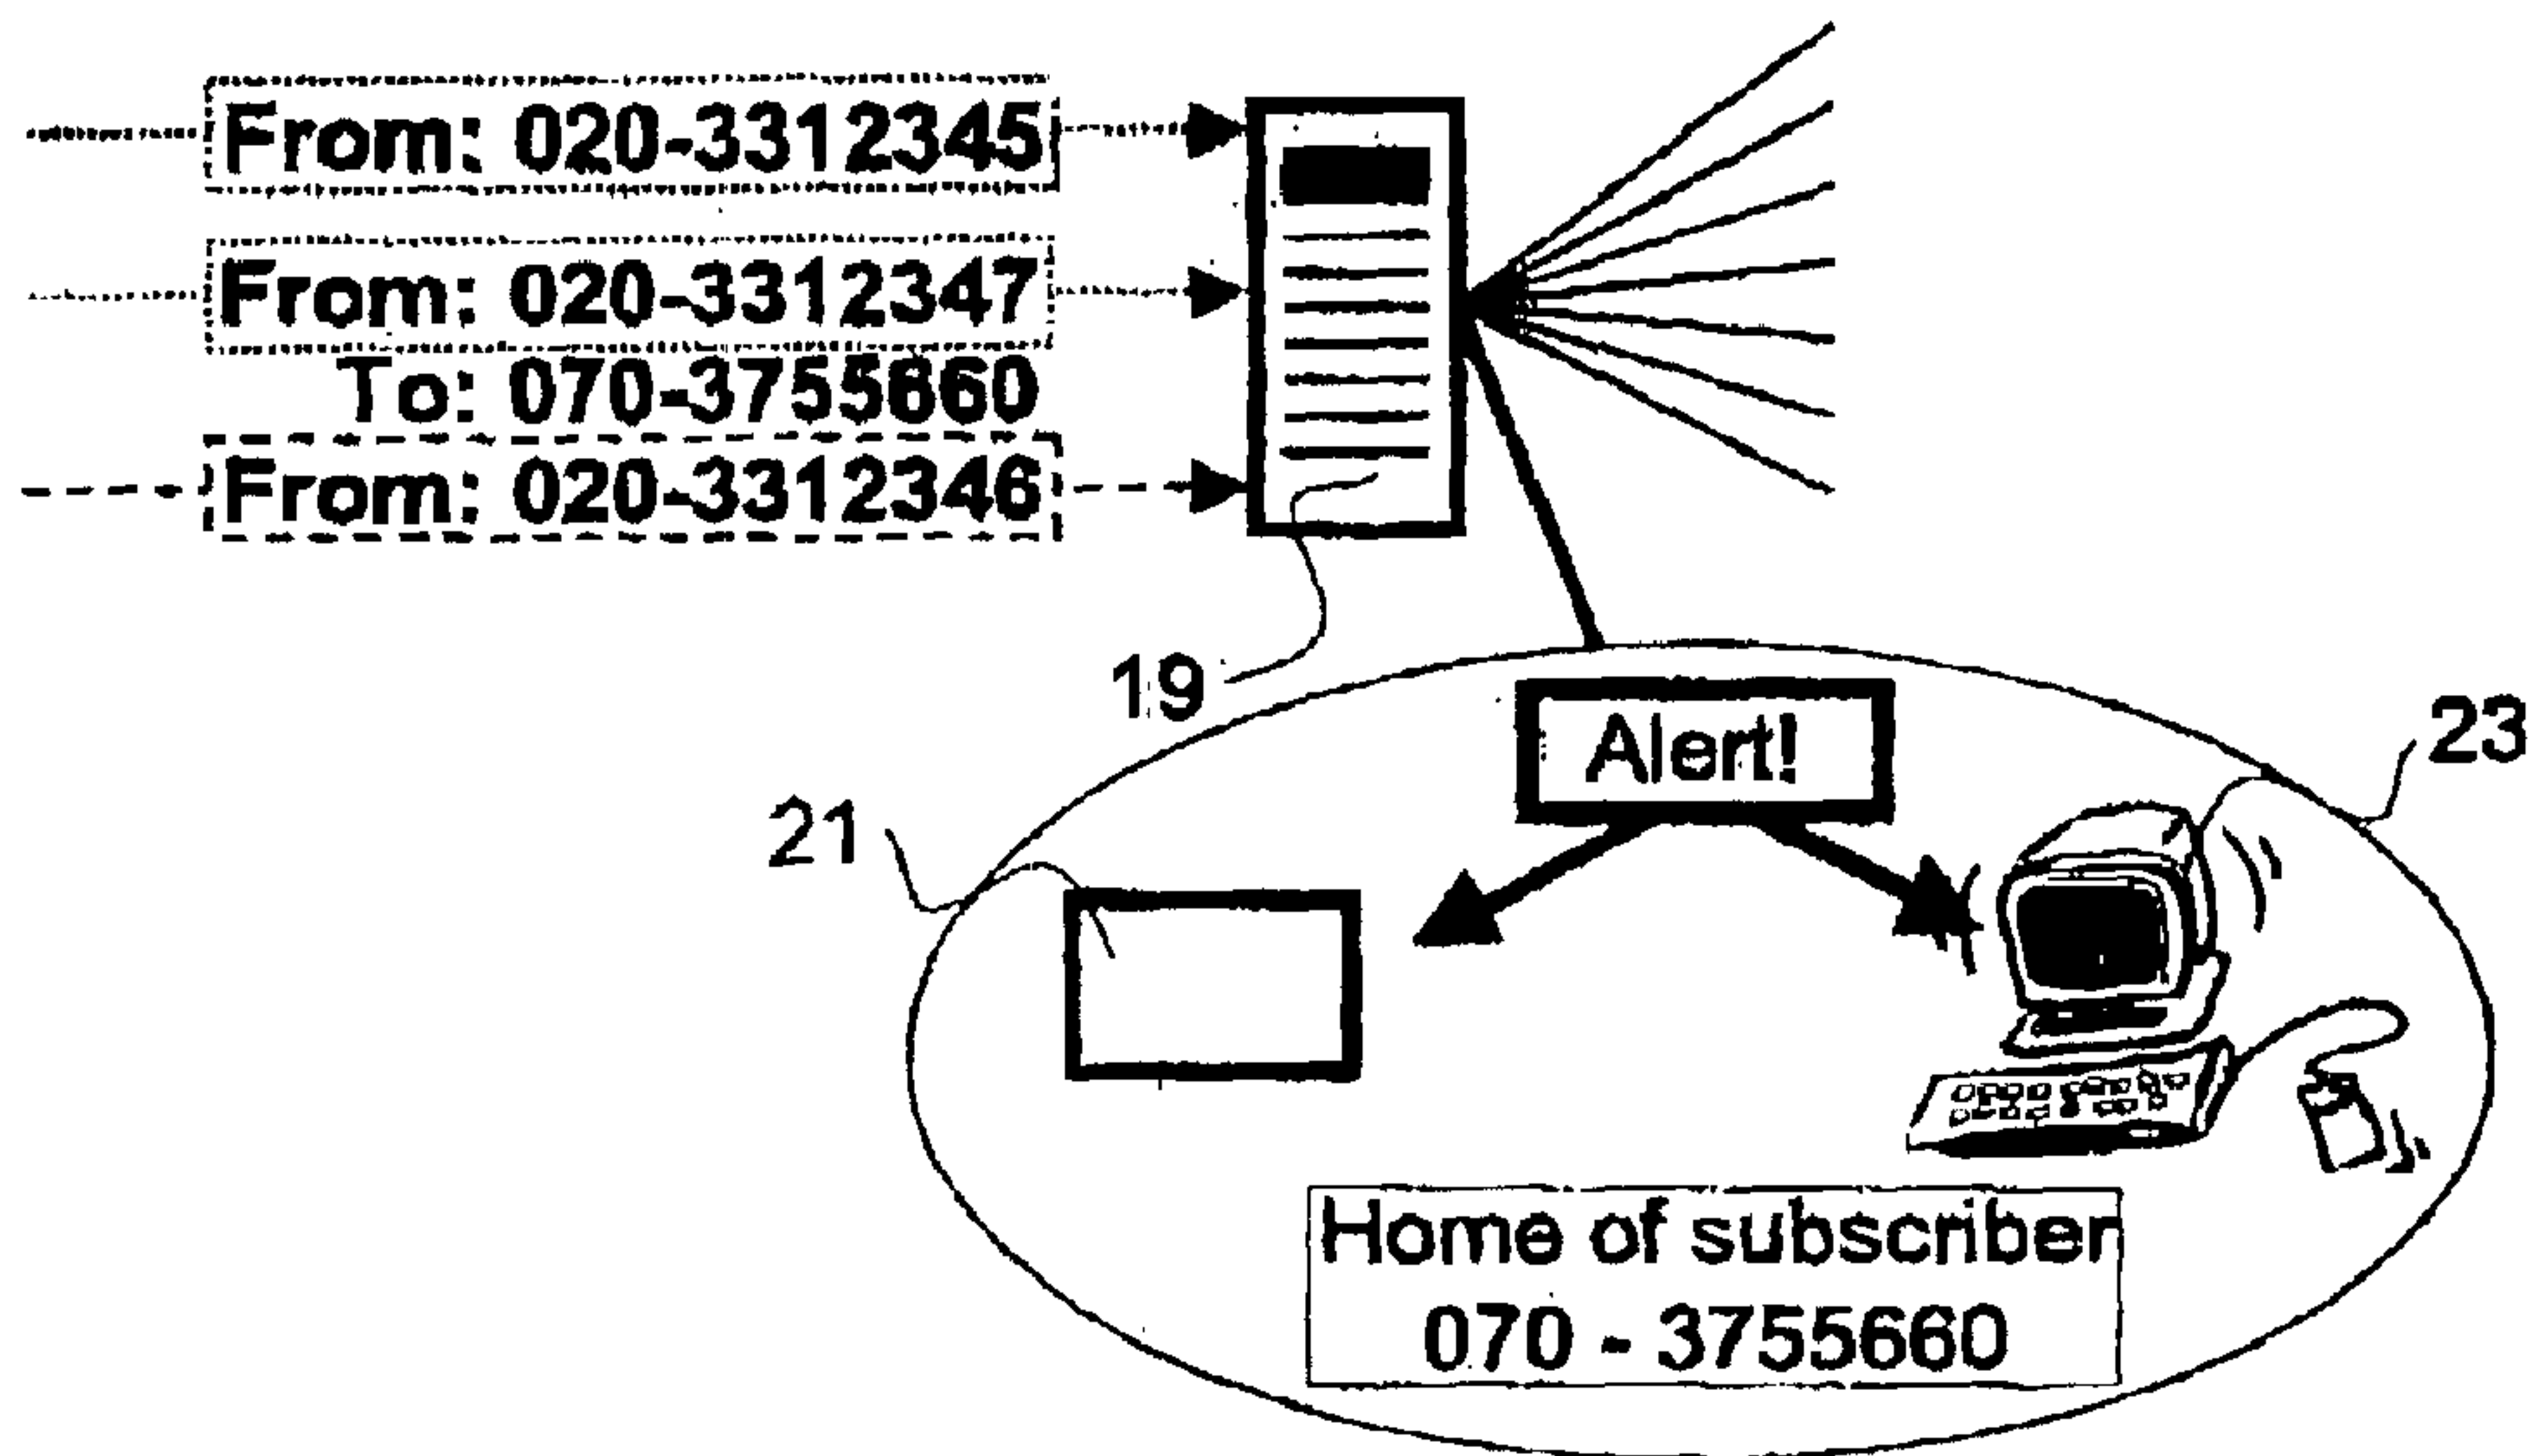 From: 020-3312345
From: 020-3312347
To: 070-3755660
From: 020-3312346
19
Alert!
23
21
Home of subscriber
070 - 3755660